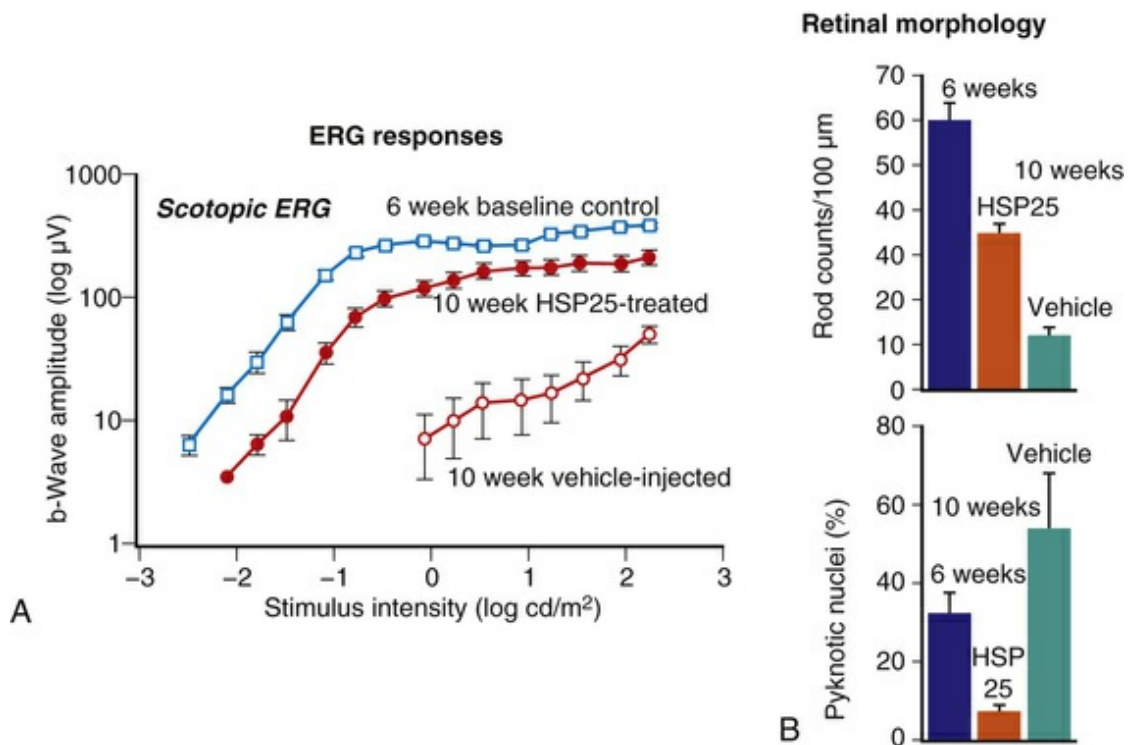 ERG responses
Scotopic ERG
6 week baseline control
10 week HSP25-treated
10 week vehicle-injected
b-Wave amplitude (log µV)
1000
100
10
1
−3 −2 −1 0 1 2 3
Stimulus intensity (log cd/m²)
A
Retinal morphology
Rod counts/100 µm
70
60
50
40
40
20
10
0
6 weeks
10 weeks
HSP25
Vehicle
Pyknotic nuclei (%)
80
60
40
20
0
Vehicle
10 weeks
6 weeks
HSP
25
B